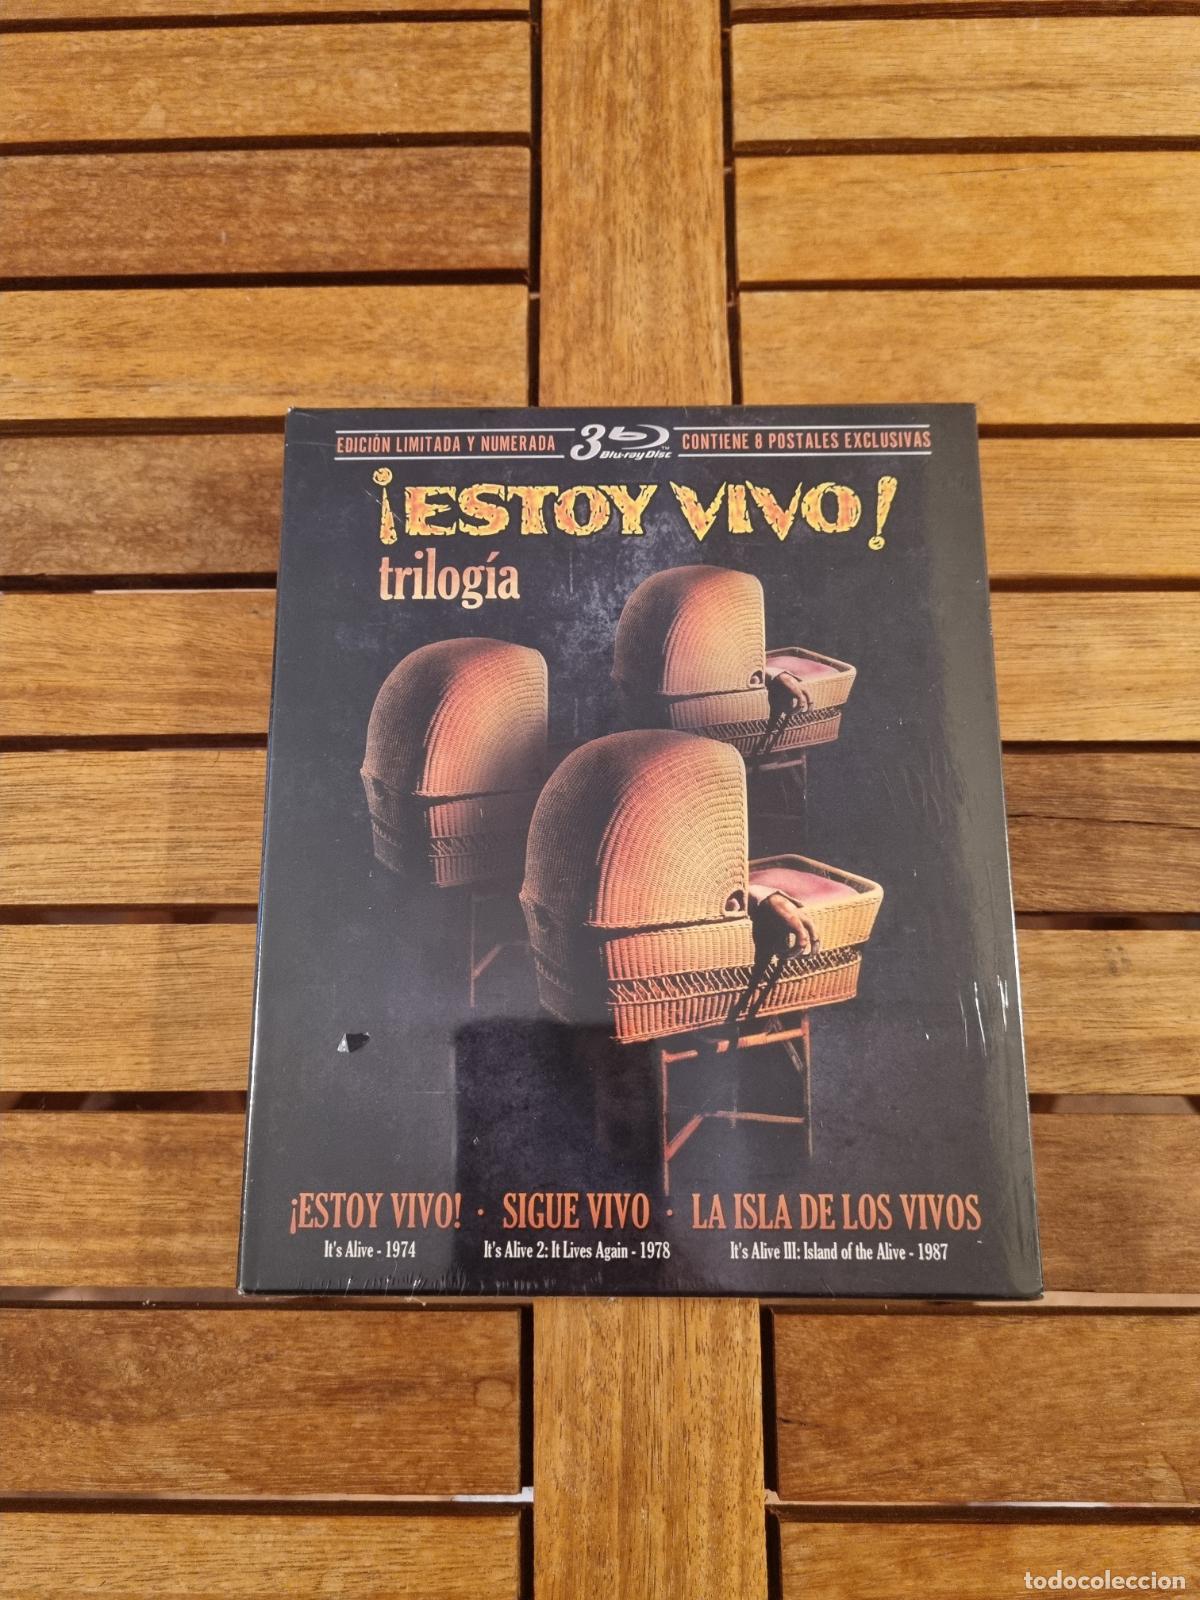 EDICIÓN LIMITADA Y NUMERADA 3 Blu-ray Disc™ CONTIENE 8 POSTALES EXCLUSIVAS
¡ESTOY VIVO!
trilogía
¡ESTOY VIVO! · SIGUE VIVO · LA ISLA DE LOS VIVOS
It's Alive - 1974 It's Alive 2: It Lives Again - 1978 It's Alive III: Island of the Alive - 1987
todocoleccion